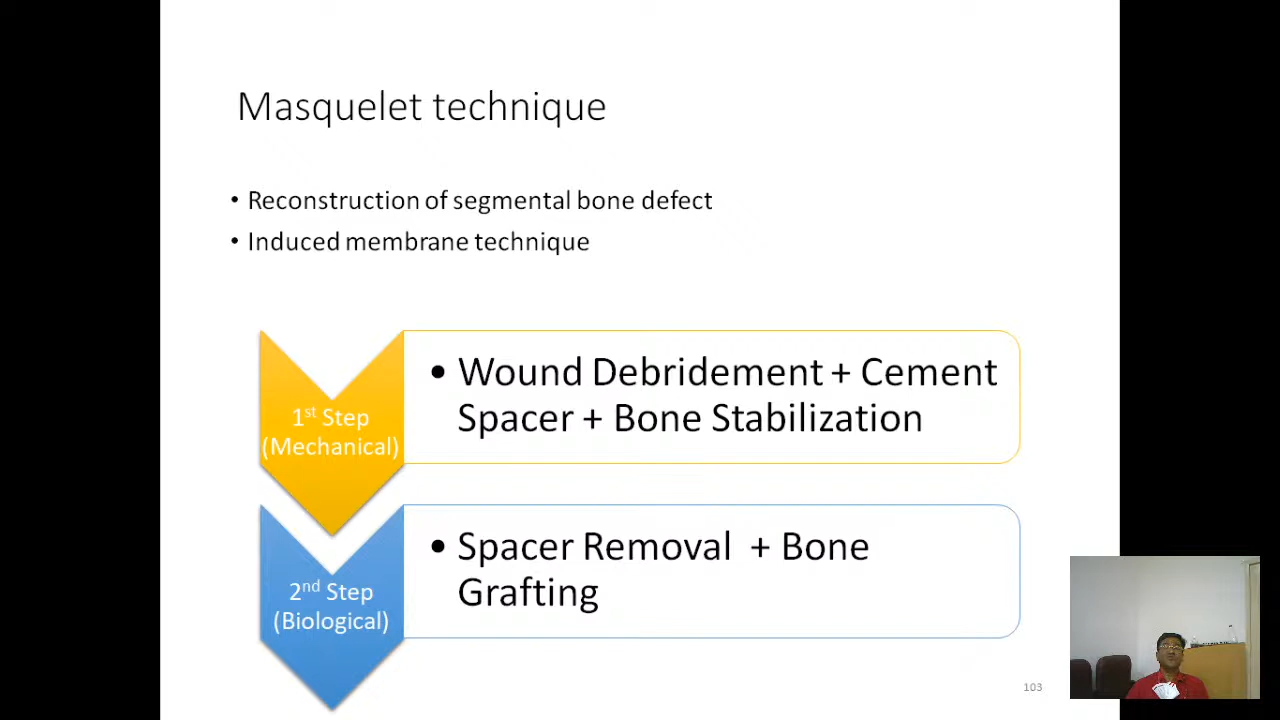 Masquelet technique
• Reconstruction of segmental bone defect
• Induced membrane technique
1st Step
(Mechanical)
• Wound Debridement + Cement
Spacer + Bone Stabilization
2nd Step
(Biological)
• Spacer Removal + Bone
Grafting
103